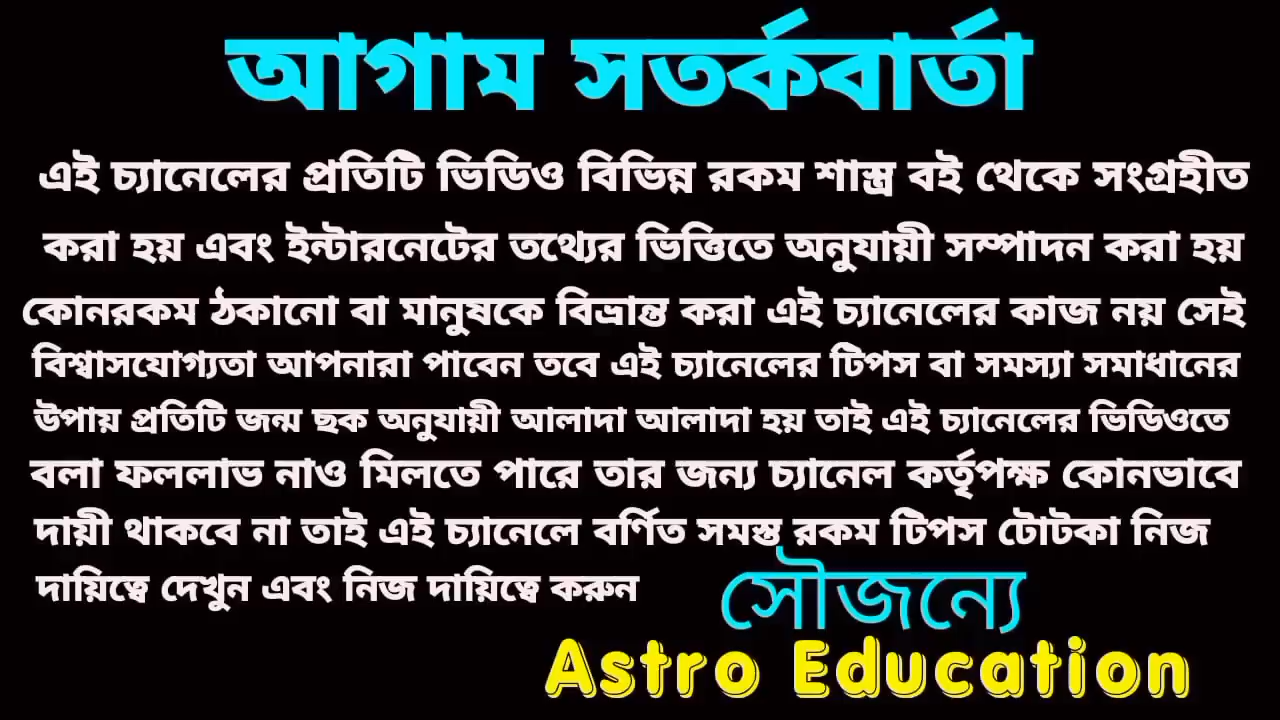 আগাম সতর্কবার্তা
এই চ্যানেলের প্রতিটি ভিডিও বিভিন্ন রকম শাস্ত্র বই থেকে সংগ্রহীত
করা হয় এবং ইন্টারনেটের তথ্যের ভিত্তিতে অনুযায়ী সম্পাদন করা হয়
কোনরকম ঠকানো বা মানুষকে বিভ্রান্ত করা এই চ্যানেলের কাজ নয় সেই
বিশ্বাসযোগ্যতা আপনারা পাবেন তবে এই চ্যানেলের টিপস বা সমস্যা সমাধানের
উপায় প্রতিটি জন্ম ছক অনুযায়ী আলাদা আলাদা হয় তাই এই চ্যানেলের ভিডিওতে
বলা ফললাভ নাও মিলতে পারে তার জন্য চ্যানেল কর্তৃপক্ষ কোনভাবে
দায়ী থাকবে না তাই এই চ্যানেলে বর্ণিত সমস্ত রকম টিপস টোটকা নিজ
দায়িত্বে দেখুন এবং নিজ দায়িত্বে করুন
সৌজন্যে
Astro Education